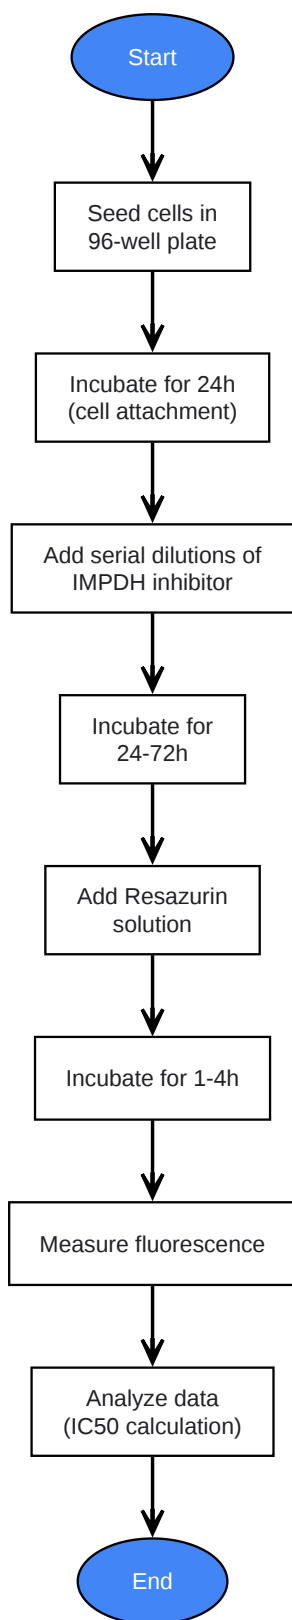 Start
Seed cells in
96-well plate
Incubate for 24h
(cell attachment)
Add serial dilutions of
IMPDH inhibitor
Incubate for
24-72h
Add Resazurin
solution
Incubate for 1-4h
Measure fluorescence
Analyze data
(IC50 calculation)
End